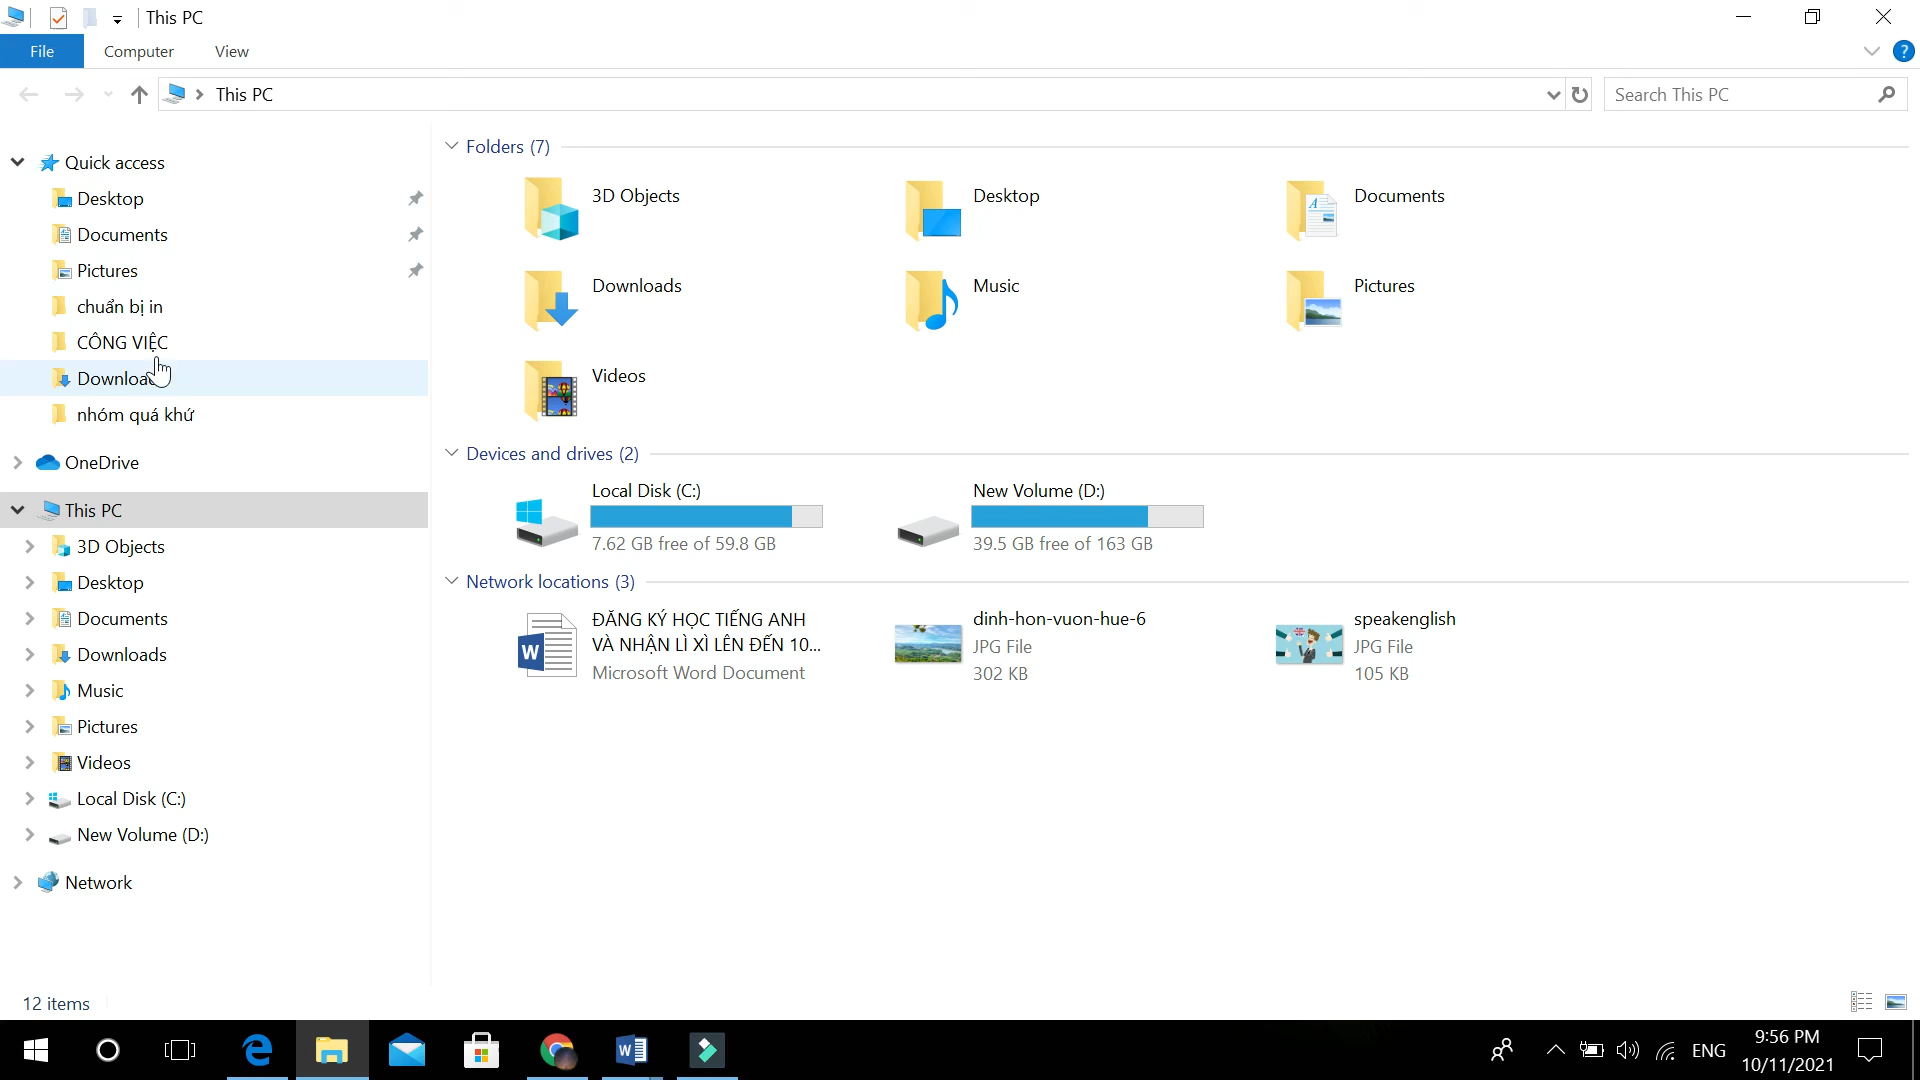 This PC
File
Computer
View
?
This PC
Search This PC
Quick access
Desktop
Documents
Pictures
chuẩn bị in
CÔNG VIỆC
nhóm quá khứ
OneDrive
This PC
3D Objects
Desktop
Documents
Downloads
Music
Pictures
Videos
Local Disk (C:)
New Volume (D:)
Network
Folders (7)
3D Objects
Desktop
Documents
Downloads
Music
Pictures
Videos
Devices and drives (2)
Local Disk (C:)
7.62 GB free of 59.8 GB
New Volume (D:)
39.5 GB free of 163 GB
Network locations (3)
ĐĂNG KÝ HỌC TIẾNG ANH
VÀ NHẬN LÌ XÌ LÊN ĐẾN 10...
Microsoft Word Document
dinh-hon-vuon-hue-6
JPG File
302 KB
speakenglish
JPG File
105 KB
12 items
ENG
9:56 PM
10/11/2021